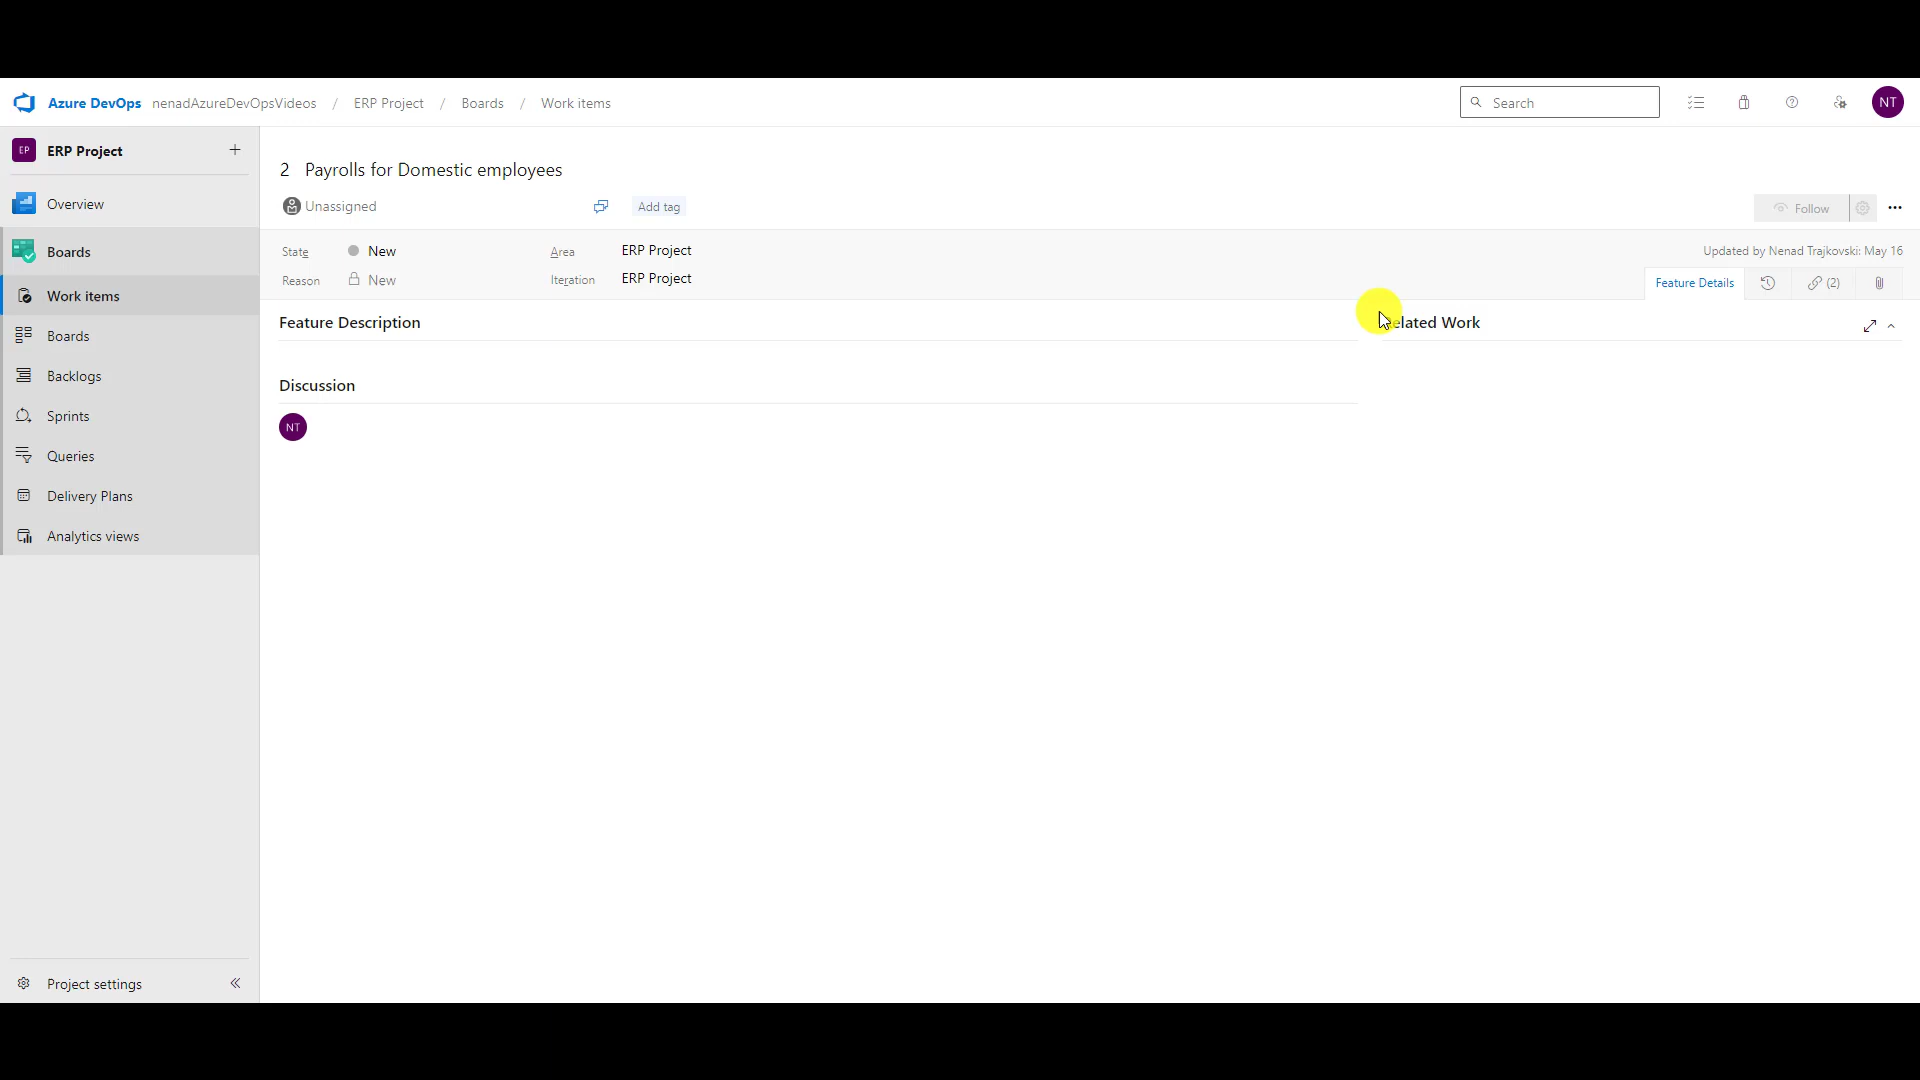 Azure DevOps nenadAzureDevOpsVideos / ERP Project / Boards / Work items
Search
NT
EP ERP Project
Overview
Boards
Work items
Boards
Backlogs
Sprints
Queries
Delivery Plans
Analytics views
Project settings
2 Payrolls for Domestic employees
Unassigned
Add tag
Follow
State New
Area ERP Project
Updated by Nenad Trajkovski: May 16
Reason New
Iteration ERP Project
Feature Details
(2)
Feature Description
Related Work
Discussion
NT